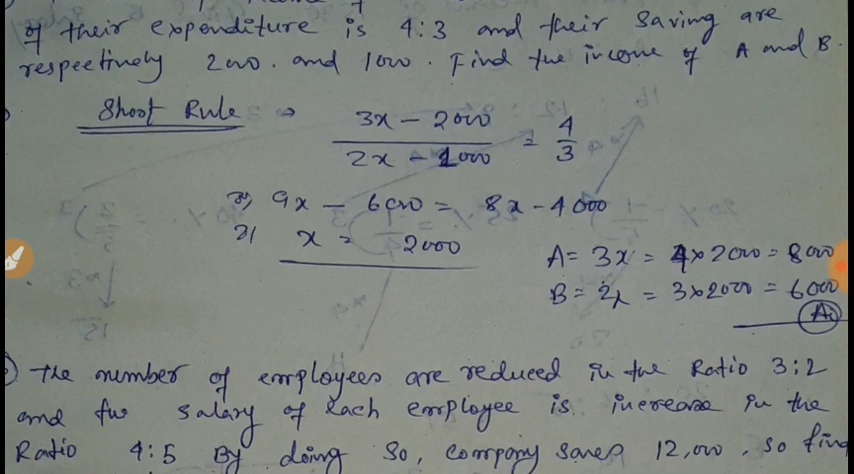 of their expenditure is 4:3 and their saving are
respectively 2000. and 1000. Find the income of A and B.
Short Rule ⇒ 3x - 2000 / 2x - 1000 = 4/3
⇒ 9x - 6000 = 8x - 4000
⇒ x = 2000
A = 3x = 4×2000 = 8000
B = 2x = 3×2000 = 6000
The number of employees are reduced in the Ratio 3:2
and the salary of each employee is increase in the
Ratio 4:5 By doing so, company saves 12,000, so find